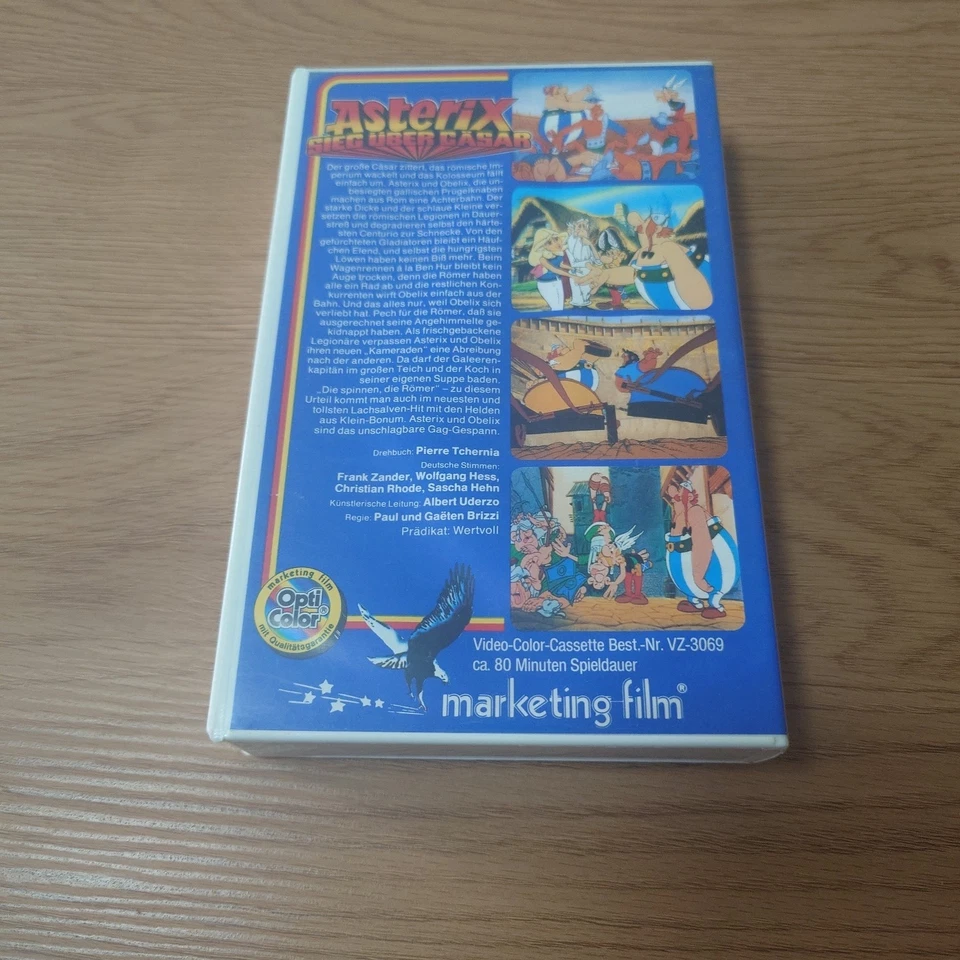 Asterix
SIEG ÜBER CÄSAR
Der große Cäsar zittert, das römische Im-
perium wackelt und das Kolosseum fällt
einfach um. Asterix und Obelix, die un-
besiegten gallischen Prügelknaben
machen aus Rom eine Achterbahn. Der
starke Dicke und der schlaue Kleine ver-
setzen die römischen Legionen in Dauer-
streß und degradieren selbst den härte-
sten Centurio zur Schnecke. Von den
gefürchteten Gladiatoren bleibt ein Häuf-
chen Elend, und selbst die hungrigsten
Löwen haben keinen Biß mehr. Beim
Wagenrennen à la Ben Hur bleibt kein
Auge trocken, denn die Römer haben
alle ein Rad ab und die restlichen Kon-
kurrenten wirft Obelix einfach aus der
Bahn. Und das alles nur, weil Obelix sich
verliebt hat. Pech für die Römer, daß sie
ausgerechnet seine Angehimmelte ge-
kidnappt haben. Als frischgebackene
Legionäre verpassen Asterix und Obelix
ihren neuen „Kameraden" eine Abreibung
nach der anderen. Da darf der Galeeren-
kapitän im großen Teich und der Koch in
seiner eigenen Suppe baden.
„Die spinnen, die Römer" – zu diesem
Urteil kommt man auch im neuesten und
tollsten Lachsalven-Hit mit den Helden
aus Klein-Bonum. Asterix und Obelix
sind das unschlagbare Gag-Gespann.
Drehbuch: Pierre Tchernia
Deutsche Stimmen:
Frank Zander, Wolfgang Hess,
Christian Rhode, Sascha Hehn
Künstlerische Leitung: Albert Uderzo
Regie: Paul und Gaëten Brizzi
Prädikat: Wertvoll
marketing film
Opti
Color®
mit Qualitätsgarantie
Video-Color-Cassette Best.-Nr. VZ-3069
ca. 80 Minuten Spieldauer
marketing film®